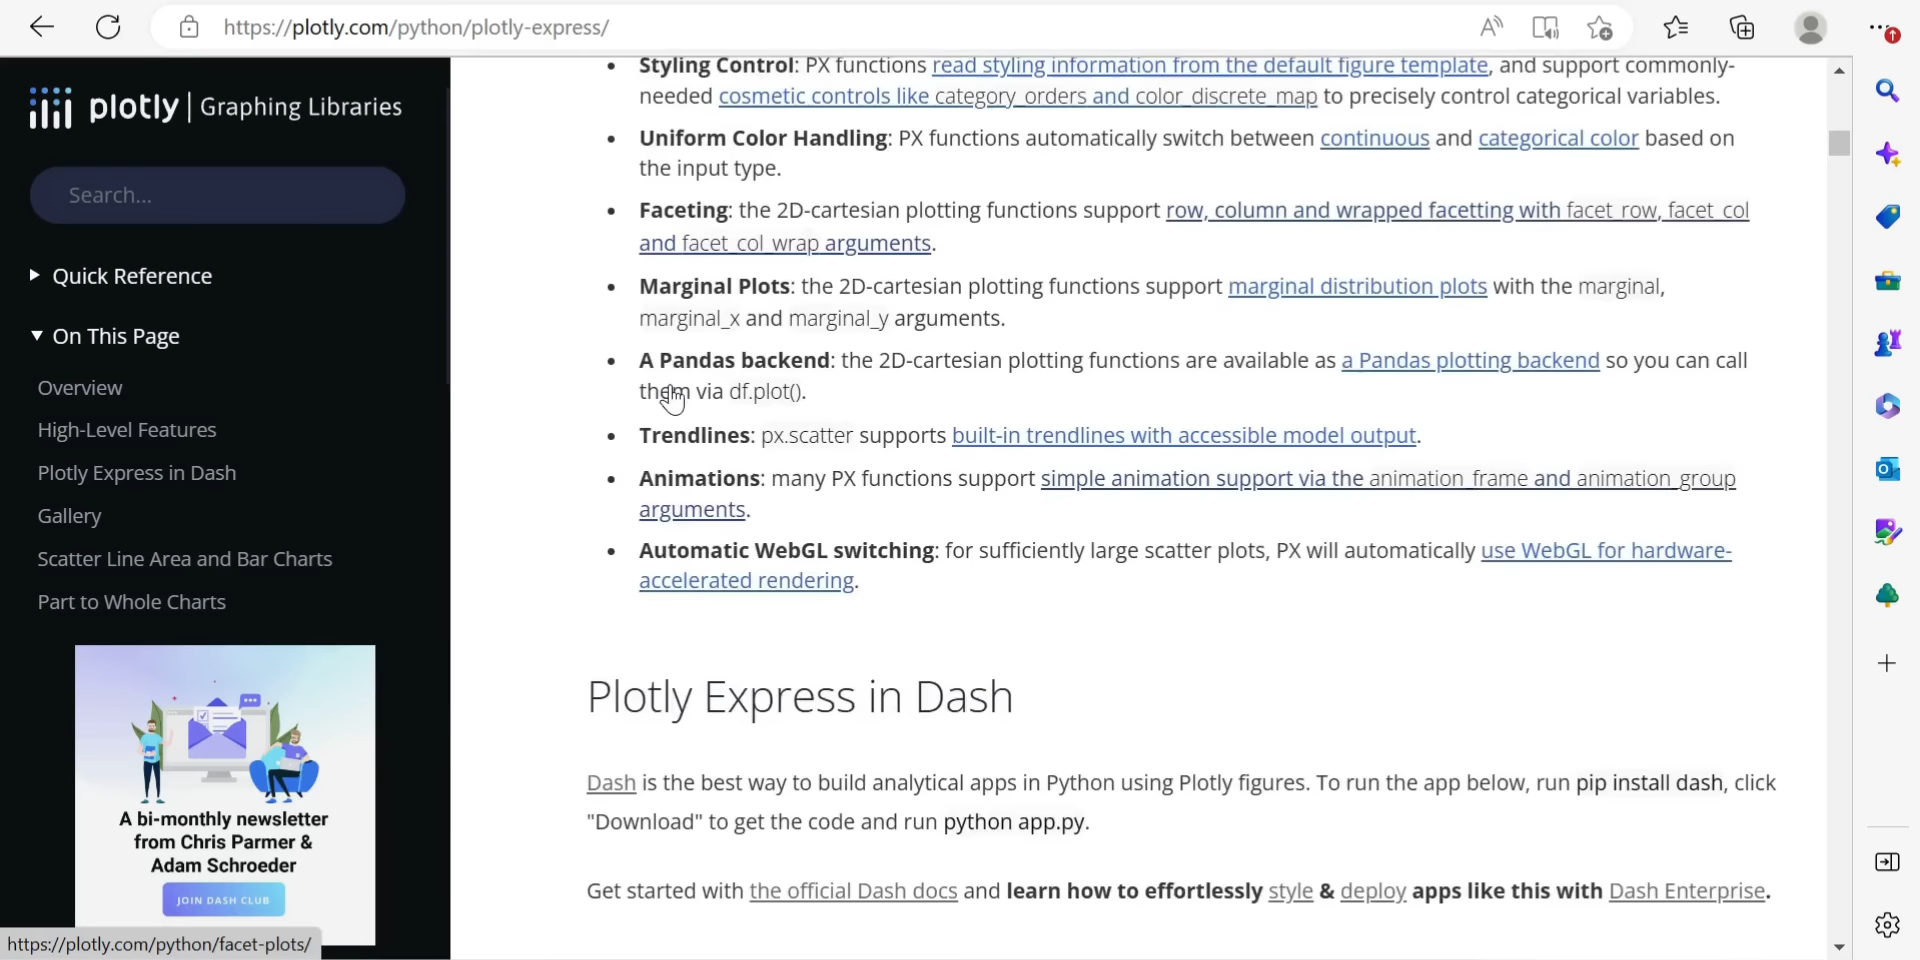 https://plotly.com/python/plotly-express/
plotly | Graphing Libraries
Search...
Quick Reference
On This Page
Overview
High-Level Features
Plotly Express in Dash
Gallery
Scatter Line Area and Bar Charts
Part to Whole Charts
A bi-monthly newsletter
from Chris Parmer &
Adam Schroeder
JOIN DASH CLUB
https://plotly.com/python/facet-plots/
Styling Control: PX functions read styling information from the default figure template, and support commonly-
needed cosmetic controls like category_orders and color_discrete_map to precisely control categorical variables.
Uniform Color Handling: PX functions automatically switch between continuous and categorical color based on
the input type.
Faceting: the 2D-cartesian plotting functions support row, column and wrapped facetting with facet_row, facet_col
and facet_col_wrap arguments.
Marginal Plots: the 2D-cartesian plotting functions support marginal distribution plots with the marginal,
marginal_x and marginal_y arguments.
A Pandas backend: the 2D-cartesian plotting functions are available as a Pandas plotting backend so you can call
them via df.plot().
Trendlines: px.scatter supports built-in trendlines with accessible model output.
Animations: many PX functions support simple animation support via the animation_frame and animation_group
arguments.
Automatic WebGL switching: for sufficiently large scatter plots, PX will automatically use WebGL for hardware-
accelerated rendering.
Plotly Express in Dash
Dash is the best way to build analytical apps in Python using Plotly figures. To run the app below, run pip install dash, click
"Download" to get the code and run python app.py.
Get started with the official Dash docs and learn how to effortlessly style & deploy apps like this with Dash Enterprise.